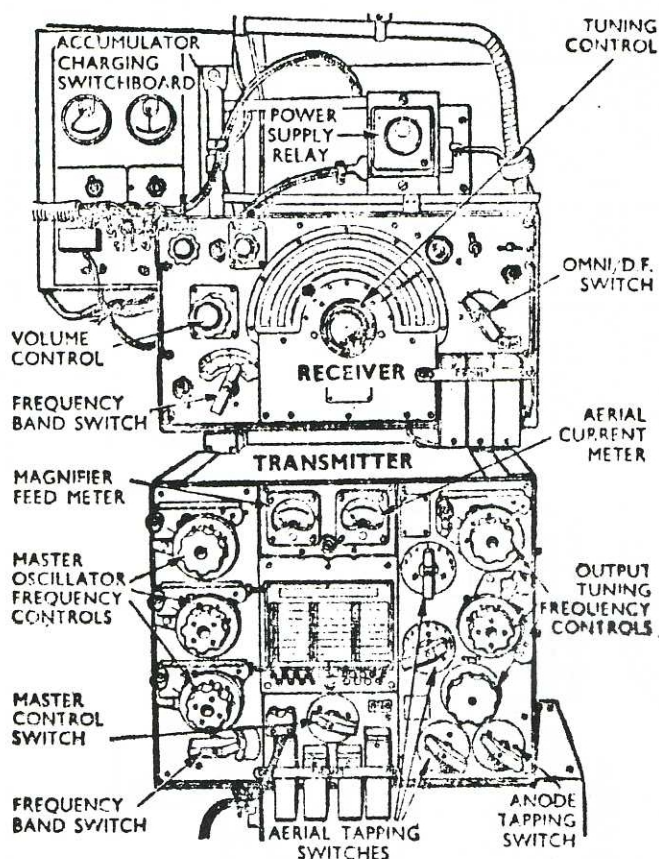 ACCUMULATOR
CHARGING
SWITCHBOARD
TUNING
CONTROL
POWER
SUPPLY
RELAY
OMNI/D.F.
SWITCH
VOLUME
CONTROL
RECEIVER
FREQUENCY
BAND SWITCH
AERIAL
CURRENT
METER
TRANSMITTER
MAGNIFIER
FEED METER
MASTER
OSCILLATOR
FREQUENCY
CONTROLS
OUTPUT
TUNING
FREQUENCY
CONTROLS
MASTER
CONTROL
SWITCH
FREQUENCY
BAND SWITCH
AERIAL TAPPING
SWITCHES
ANODE
TAPPING
SWITCH